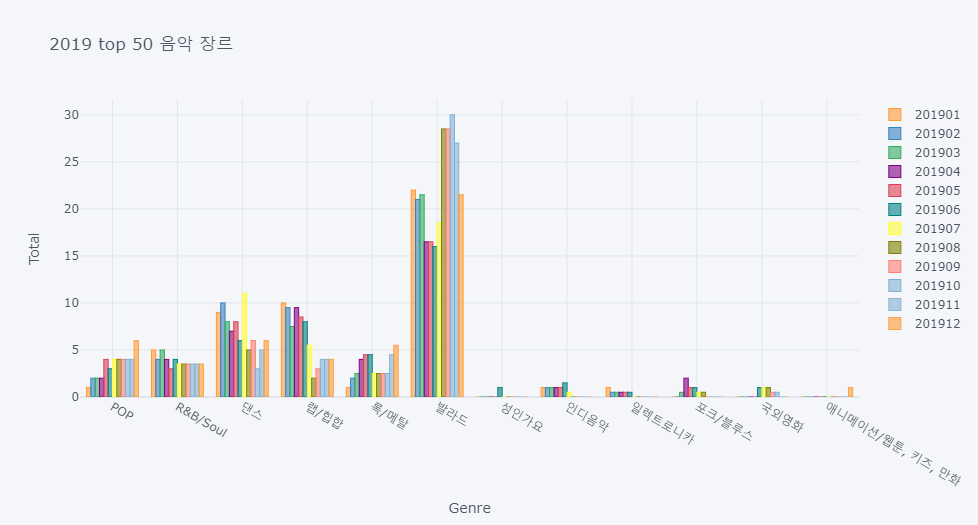 2019 top 50 음악 장르
30
25
20
15
10
5
0
Total
POP
R&B/Soul
댄스
랩/힙합
록/메탈
발라드
성인가요
인디음악
일렉트로니카
포크/블루스
국외영화
애니메이션/웹툰, 키즈, 만화
Genre
201901
201902
201903
201904
201905
201906
201907
201908
201909
201910
201911
201912